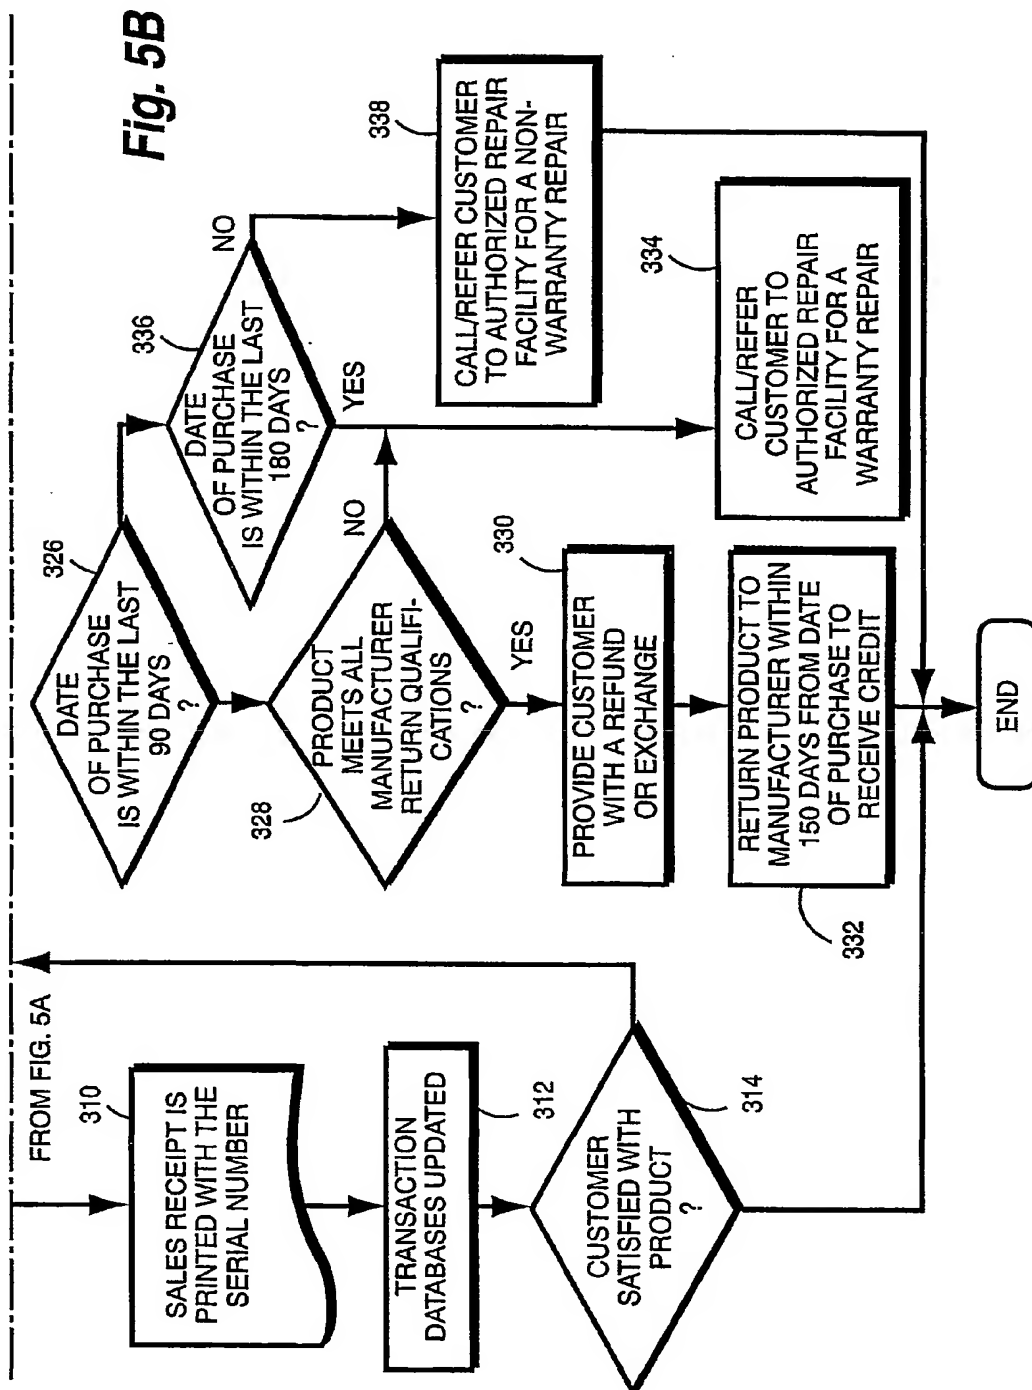 Fig. 5B
FROM FIG. 5A
310
SALES RECEIPT IS
PRINTED WITH THE
SERIAL NUMBER
TRANSACTION
DATABASES UPDATED
312
CUSTOMER
SATISFIED WITH
PRODUCT
?
314
326
DATE
OF PURCHASE
IS WITHIN THE LAST
90 DAYS
?
328
PRODUCT
MEETS ALL
MANUFACTURER
RETURN QUALIFI-
CATIONS
?
NO
YES
330
PROVIDE CUSTOMER
WITH A REFUND
OR EXCHANGE
RETURN PRODUCT TO
MANUFACTURER WITHIN
150 DAYS FROM DATE
OF PURCHASE TO
RECEIVE CREDIT
332
336
DATE
OF PURCHASE
IS WITHIN THE LAST
180 DAYS
?
NO
YES
338
CALL/REFER CUSTOMER
TO AUTHORIZED REPAIR
FACILITY FOR A NON-
WARRANTY REPAIR
334
CALL/REFER
CUSTOMER TO
AUTHORIZED REPAIR
FACILITY FOR A
WARRANTY REPAIR
END